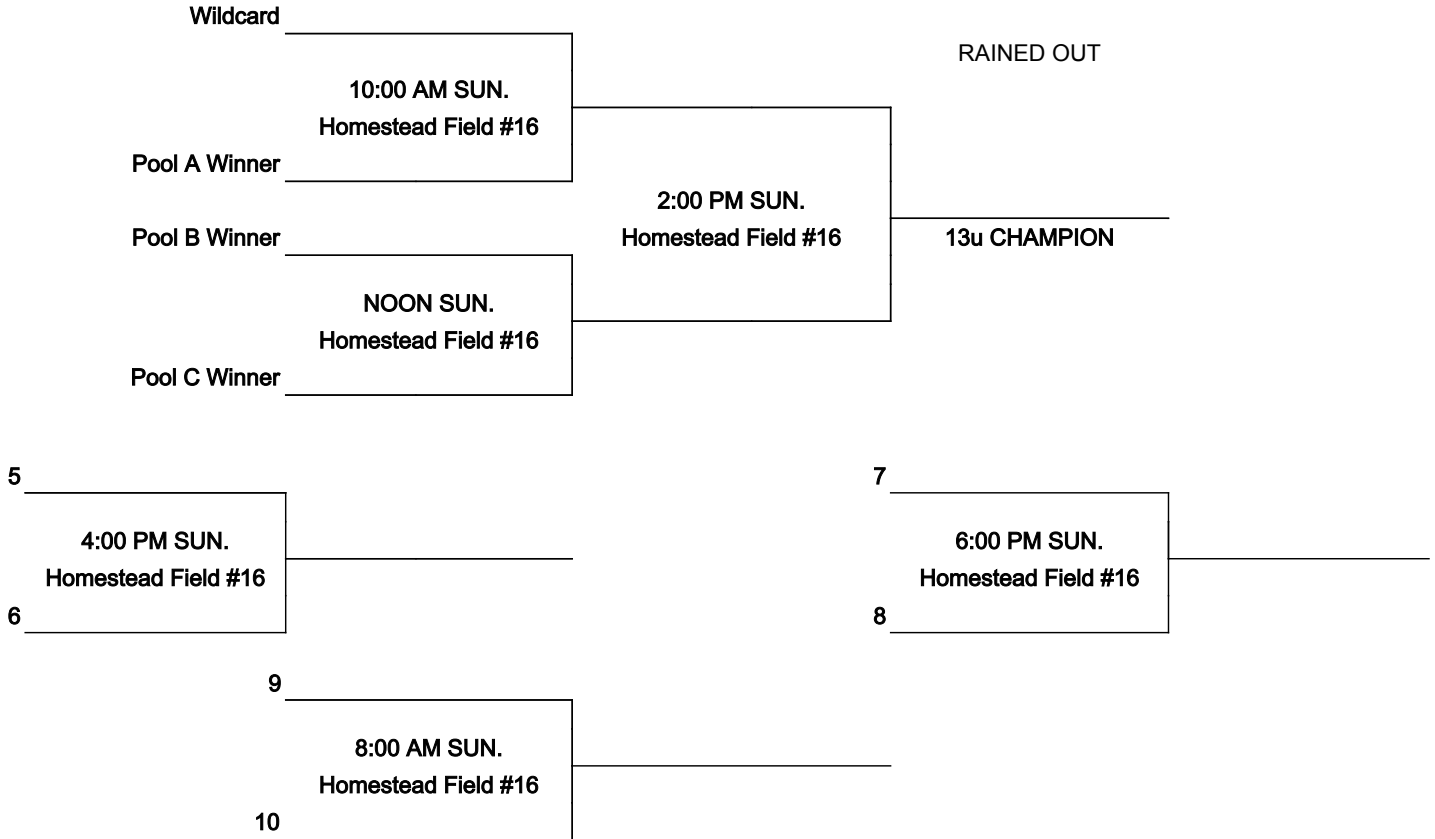 Wildcard
RAINED OUT
10:00 AM SUN.
Homestead Field #16
Pool A Winner
2:00 PM SUN.
Homestead Field #16
Pool B Winner
13u CHAMPION
NOON SUN.
Homestead Field #16
Pool C Winner
5
7
4:00 PM SUN.
Homestead Field #16
6:00 PM SUN.
Homestead Field #16
6
8
9
8:00 AM SUN.
Homestead Field #16
10